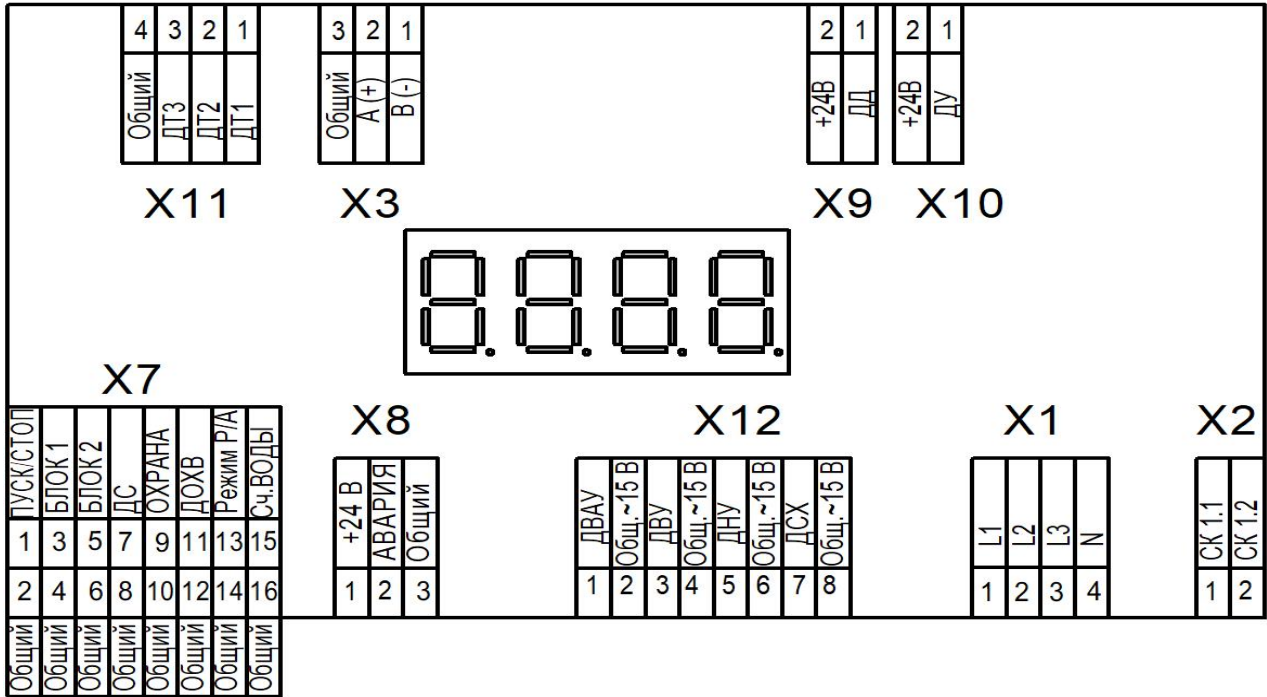 4 3 2 1
Общий
ДТ3
ДТ2
ДТ1
X11
3 2 1
Общий
A (+)
B (-)
X3
2 1
+24В
ДД
X9
2 1
+24В
ДУ
X10
8.8.8.8.
X7
ПУСК/СТОП
БЛОК 1
БЛОК 2
ДС
ОХРАНА
ДОХВ
Режим Р/А
Сч.ВОДЫ
1 3 5 7 9 11 13 15
2 4 6 8 10 12 14 16
Общий
Общий
Общий
Общий
Общий
Общий
Общий
Общий
X8
+24 В
АВАРИЯ
Общий
1 2 3
X12
ДВАУ
Общ.~15 В
ДВУ
Общ.~15 В
ДНУ
Общ.~15 В
ДСХ
Общ.~15 В
1 2 3 4 5 6 7 8
X1
L1
L2
L3
N
1 2 3 4
X2
СК 1.1
СК 1.2
1 2